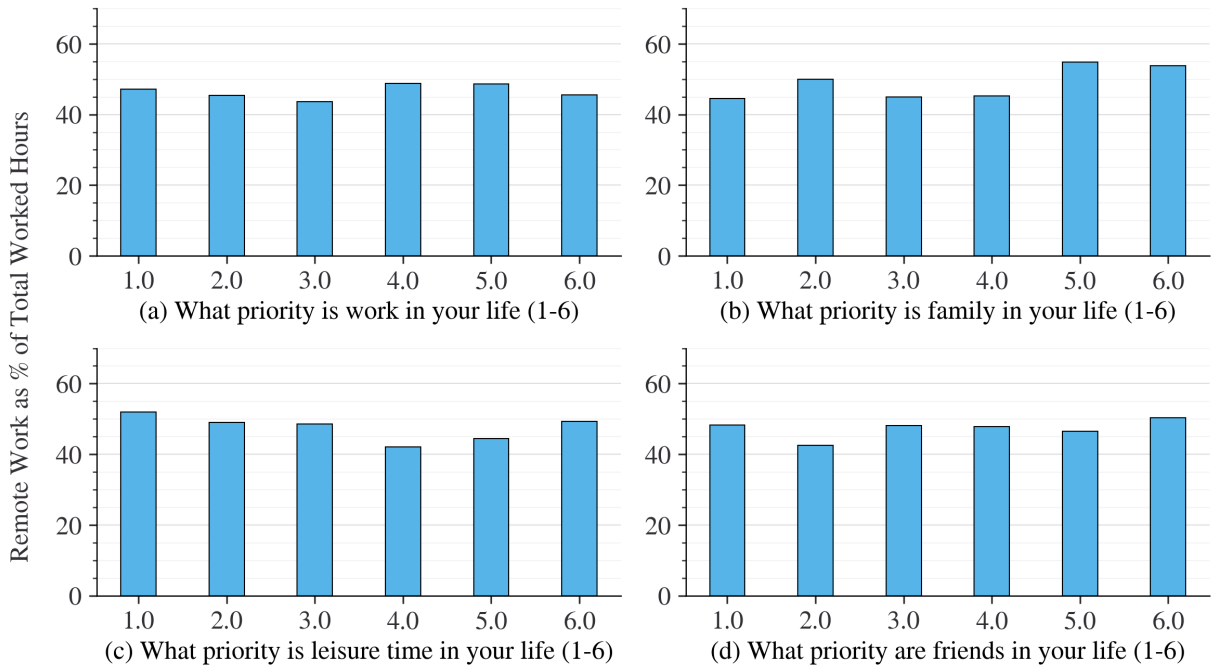 Remote Work as % of Total Worked Hours
60
40
20
0
1.0 2.0 3.0 4.0 5.0 6.0
(a) What priority is work in your life (1-6)
60
40
20
0
1.0 2.0 3.0 4.0 5.0 6.0
(b) What priority is family in your life (1-6)
60
40
20
0
1.0 2.0 3.0 4.0 5.0 6.0
(c) What priority is leisure time in your life (1-6)
60
40
20
0
1.0 2.0 3.0 4.0 5.0 6.0
(d) What priority are friends in your life (1-6)